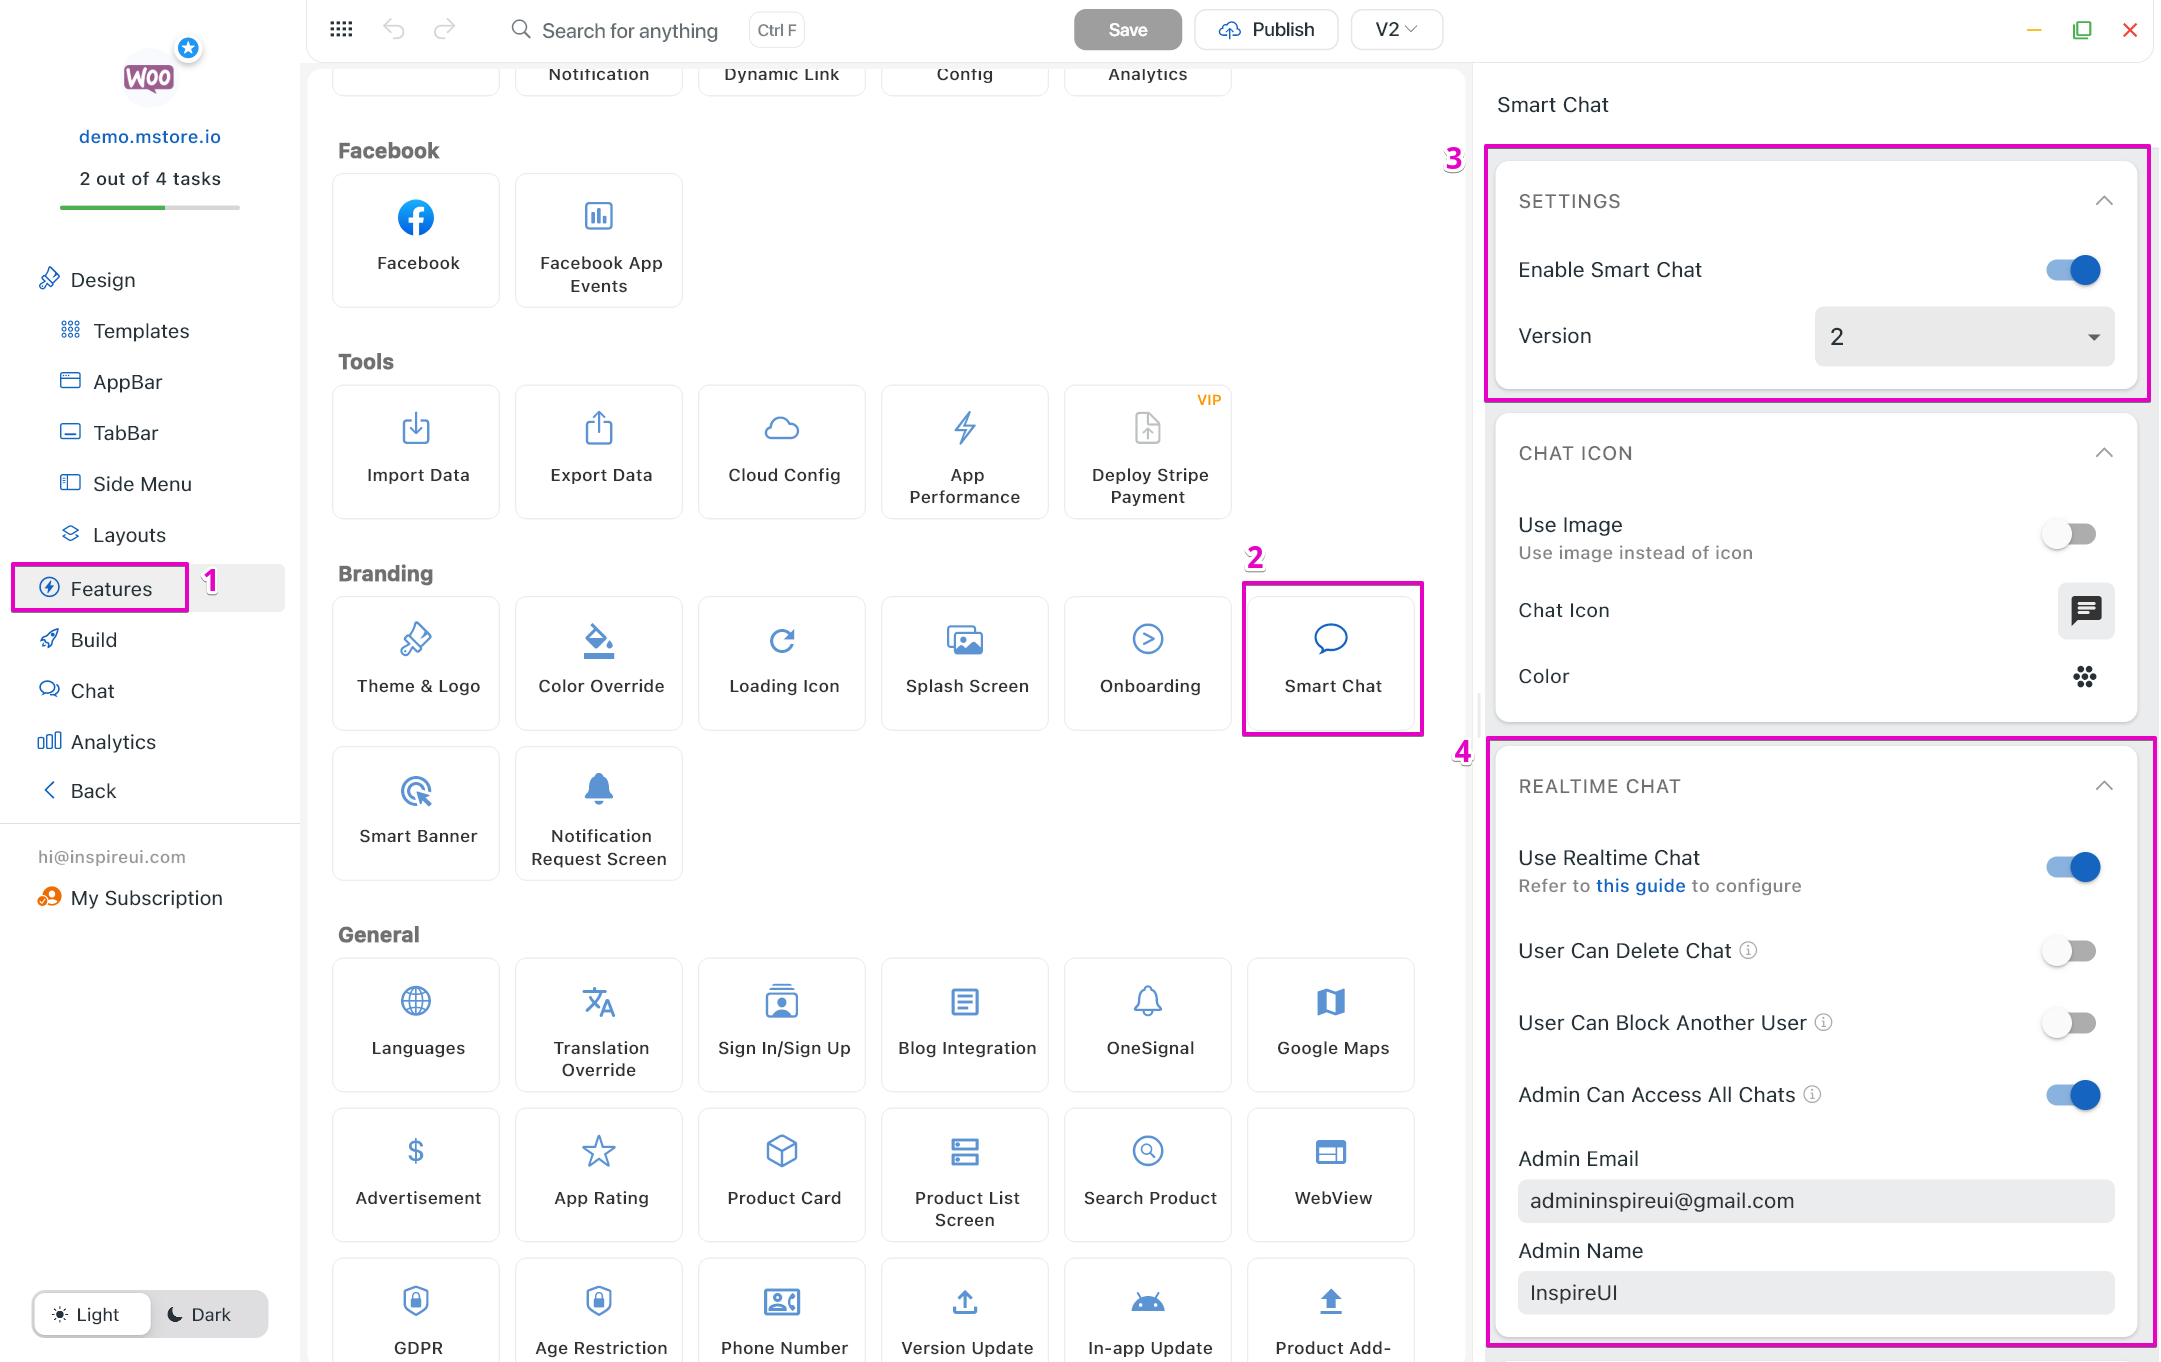 WOO
demo.mstore.io
2 out of 4 tasks
Design
Templates
AppBar
TabBar
Side Menu
Layouts
Features
1
Build
Chat
Analytics
Back
hi@inspireui.com
My Subscription
Light
Dark
Search for anything
Ctrl F
Save
Publish
V2
Notification
Dynamic Link
Config
Analytics
Facebook
Facebook
Facebook App
Events
Tools
Import Data
Export Data
Cloud Config
App
Performance
VIP
Deploy Stripe
Payment
Branding
2
Theme & Logo
Color Override
Loading Icon
Splash Screen
Onboarding
Smart Chat
Smart Banner
Notification
Request Screen
General
Languages
Translation
Override
Sign In/Sign Up
Blog Integration
OneSignal
Google Maps
Advertisement
App Rating
Product Card
Product List
Screen
Search Product
WebView
GDPR
Age Restriction
Phone Number
Version Update
In-app Update
Product Add-
Smart Chat
3
SETTINGS
Enable Smart Chat
Version
2
CHAT ICON
Use Image
Use image instead of icon
Chat Icon
Color
4
REALTIME CHAT
Use Realtime Chat
Refer to this guide to configure
User Can Delete Chat
User Can Block Another User
Admin Can Access All Chats
Admin Email
admininspireui@gmail.com
Admin Name
InspireUI